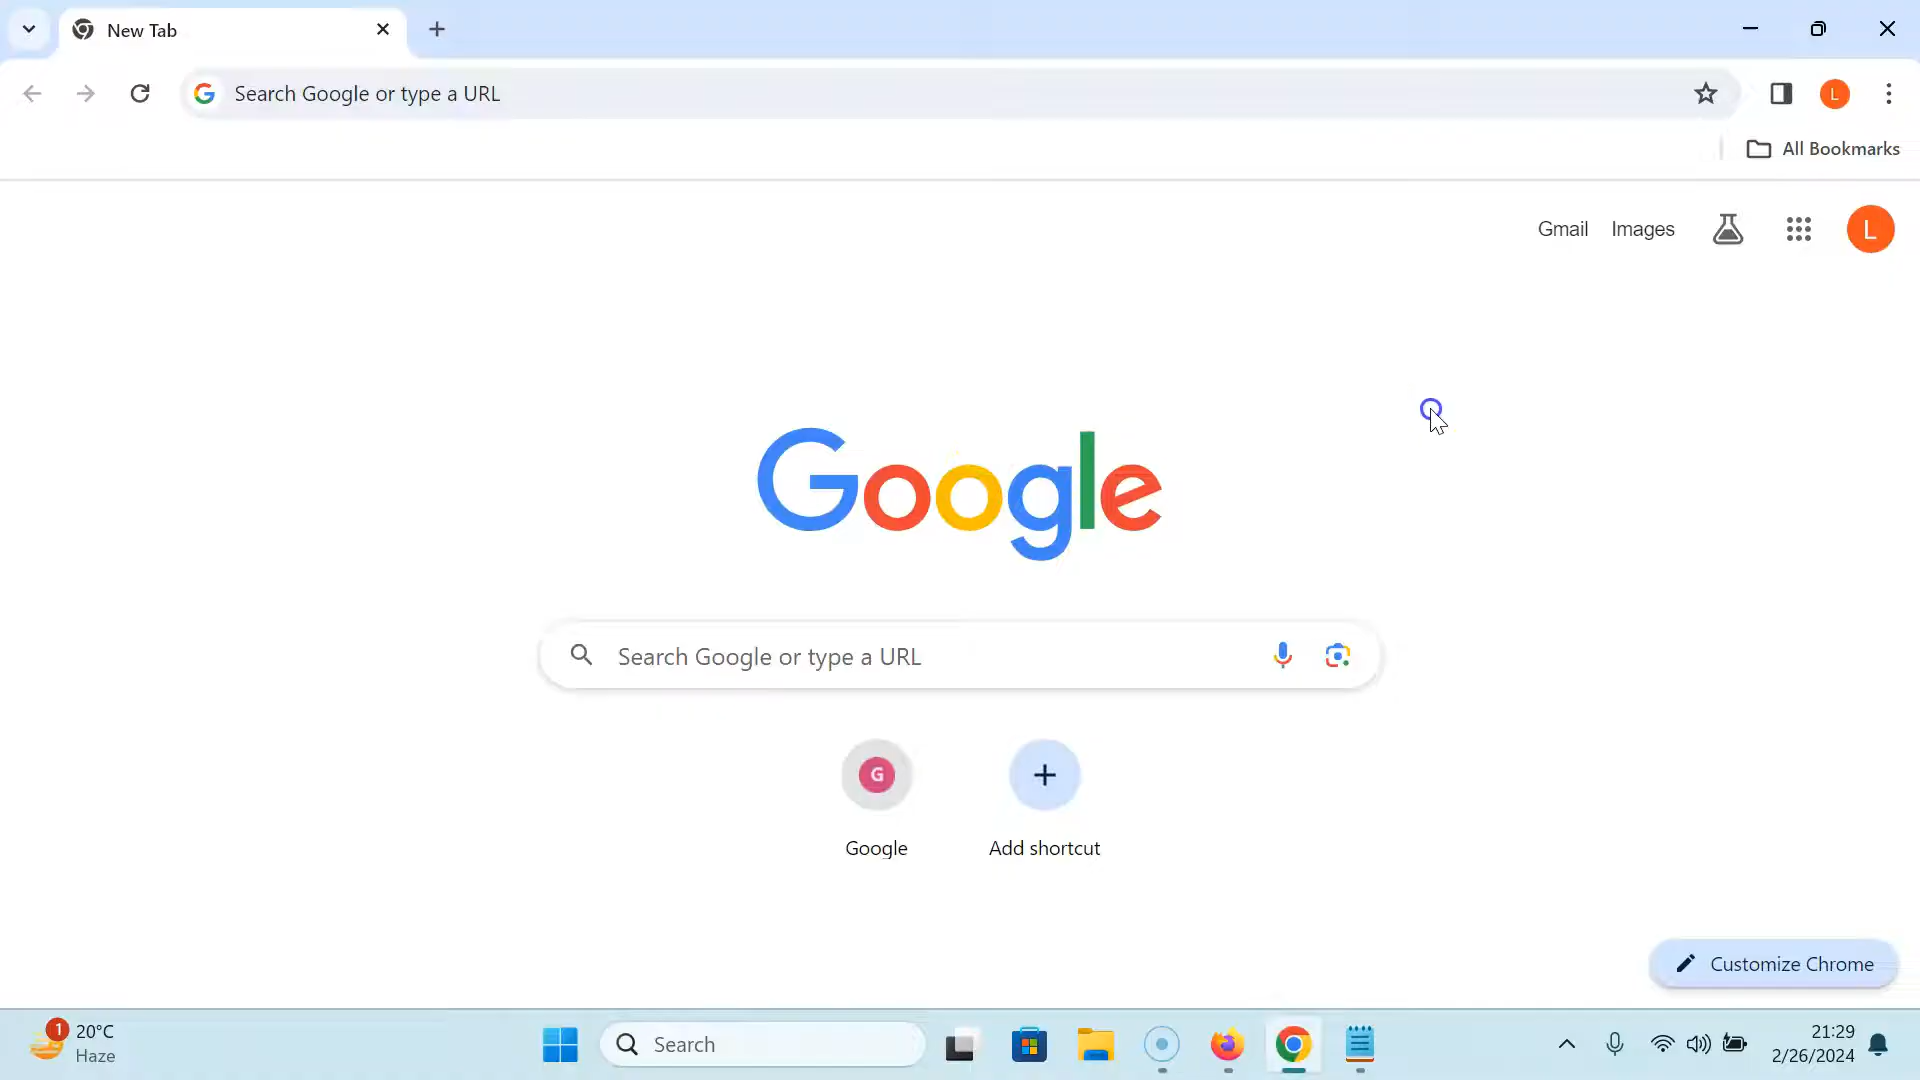 New Tab
Search Google or type a URL
L
All Bookmarks
Gmail Images
L
Google
Search Google or type a URL
G
Google Add shortcut
Customize Chrome
1 20°C
Haze
Search
21:29
2/26/2024